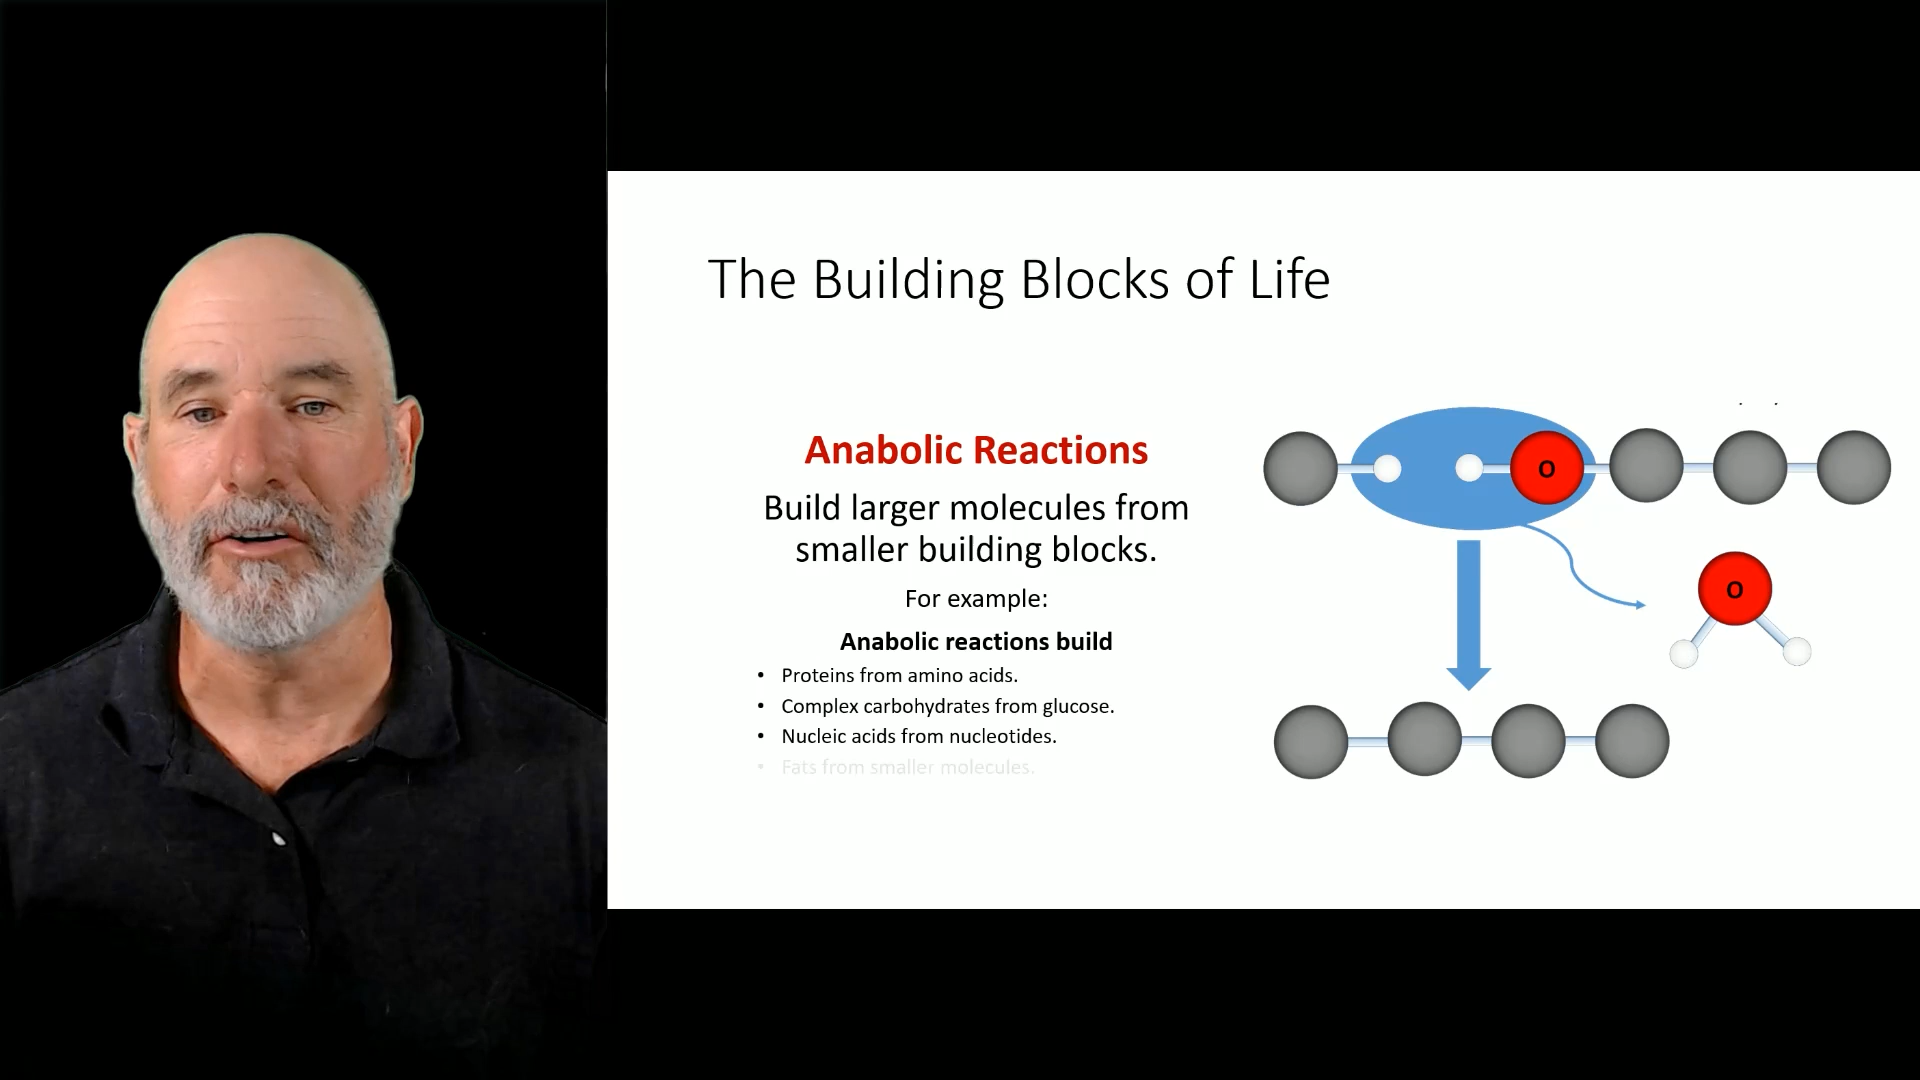 The Building Blocks of Life
Anabolic Reactions
Build larger molecules from
smaller building blocks.
For example:
Anabolic reactions build
• Proteins from amino acids.
• Complex carbohydrates from glucose.
• Nucleic acids from nucleotides.
• Fats from smaller molecules.
O
O